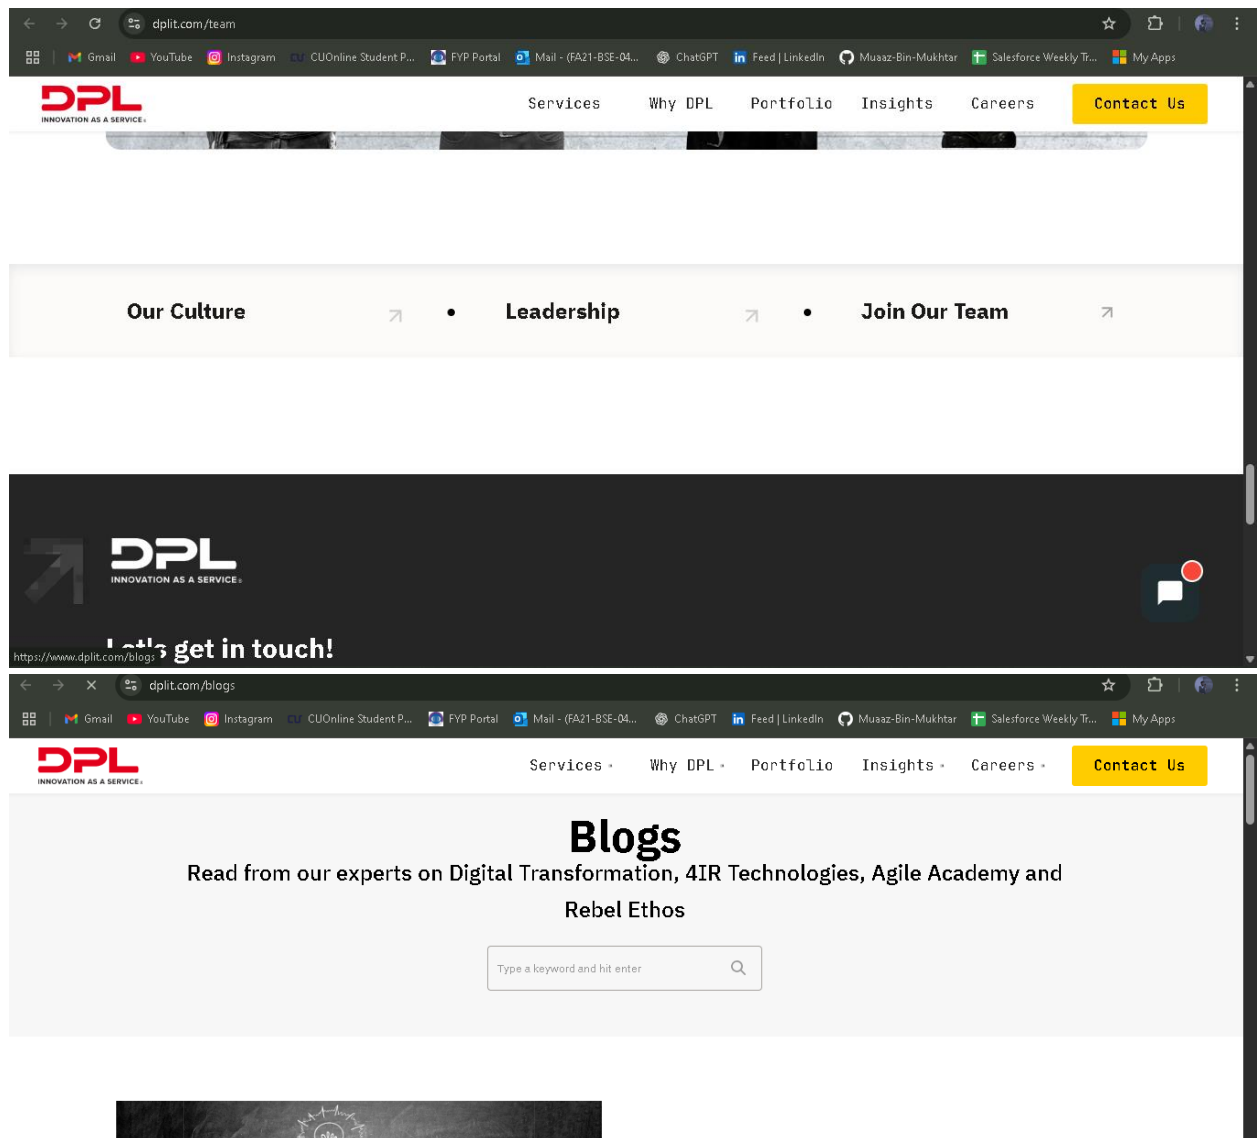 dplit.com/team
Gmail YouTube Instagram CUOnline Student P... FYP Portal Mail - (FA21-BSE-04... ChatGPT Feed | LinkedIn Muaaz-Bin-Mukhtar Salesforce Weekly Tr... My Apps
DPL
INNOVATION AS A SERVICE
Services Why DPL Portfolio Insights Careers Contact Us
Our Culture • Leadership • Join Our Team
DPL
INNOVATION AS A SERVICE
Let's get in touch!
https://www.dplit.com/blogs
dplit.com/blogs
Gmail YouTube Instagram CUOnline Student P... FYP Portal Mail - (FA21-BSE-04... ChatGPT Feed | LinkedIn Muaaz-Bin-Mukhtar Salesforce Weekly Tr... My Apps
DPL
INNOVATION AS A SERVICE
Services Why DPL Portfolio Insights Careers Contact Us
Blogs
Read from our experts on Digital Transformation, 4IR Technologies, Agile Academy and
Rebel Ethos
Type a keyword and hit enter